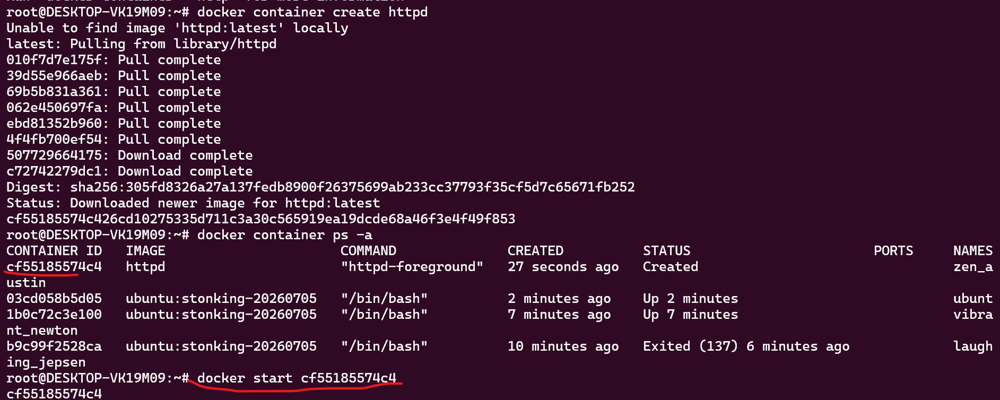 root@DESKTOP-VK19M09:~# docker container create httpd
Unable to find image 'httpd:latest' locally
latest: Pulling from library/httpd
010f7d7e175f: Pull complete
39d55e966aeb: Pull complete
69b5b831a361: Pull complete
062e450697fa: Pull complete
ebd81352b960: Pull complete
4f4fb700ef54: Pull complete
507729664175: Download complete
c72742279dc1: Download complete
Digest: sha256:305fd8326a27a137fedb8900f26375699ab233cc37793f35cf5d7c65671fb252
Status: Downloaded newer image for httpd:latest
cf55185574c426cd10275335d711c3a30c565919ea19dcde68a46f3e4f49f853
root@DESKTOP-VK19M09:~# docker container ps -a
CONTAINER ID   IMAGE                      COMMAND              CREATED          STATUS                       PORTS     NAMES
cf55185574c4   httpd                      "httpd-foreground"   27 seconds ago   Created                                zen_a
ustin
03cd058b5d05   ubuntu:stonking-20260705   "/bin/bash"          2 minutes ago    Up 2 minutes                           ubunt
1b0c72c3e100   ubuntu:stonking-20260705   "/bin/bash"          7 minutes ago    Up 7 minutes                           vibra
nt_newton
b9c99f2528ca   ubuntu:stonking-20260705   "/bin/bash"          10 minutes ago   Exited (137) 6 minutes ago             laugh
ing_jepsen
root@DESKTOP-VK19M09:~# docker start cf55185574c4
cf55185574c4